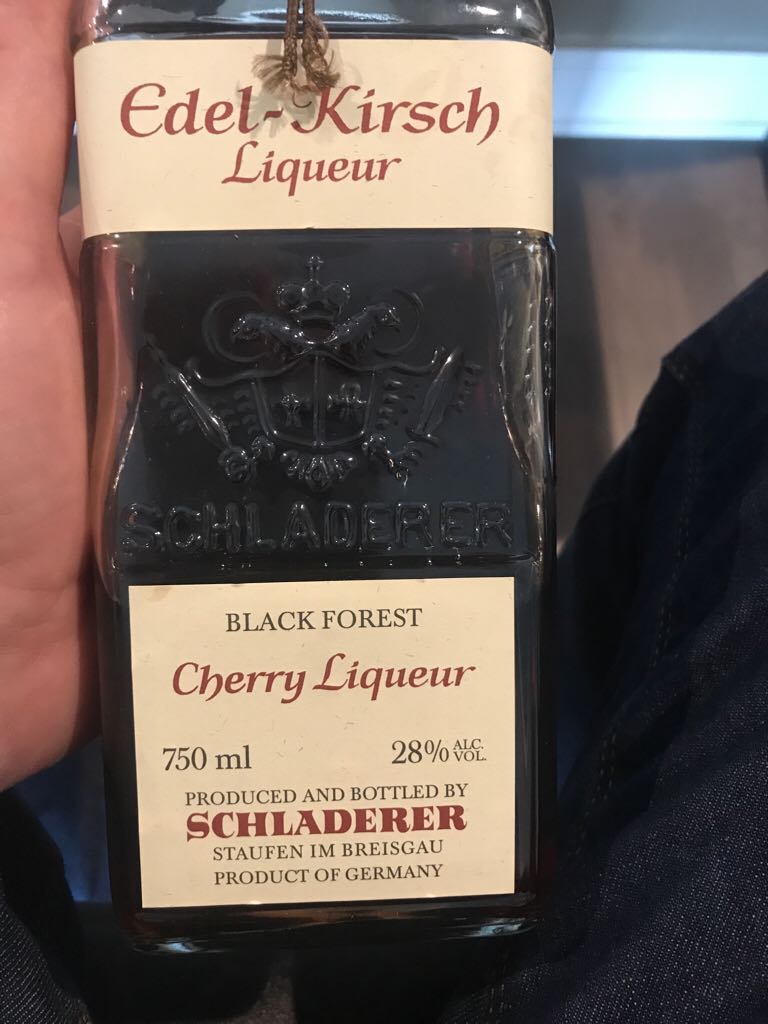 Edel-Kirsch
Liqueur
SCHLADERER
BLACK FOREST
Cherry Liqueur
750 ml 28% ALC. VOL.
PRODUCED AND BOTTLED BY
SCHLADERER
STAUFEN IM BREISGAU
PRODUCT OF GERMANY